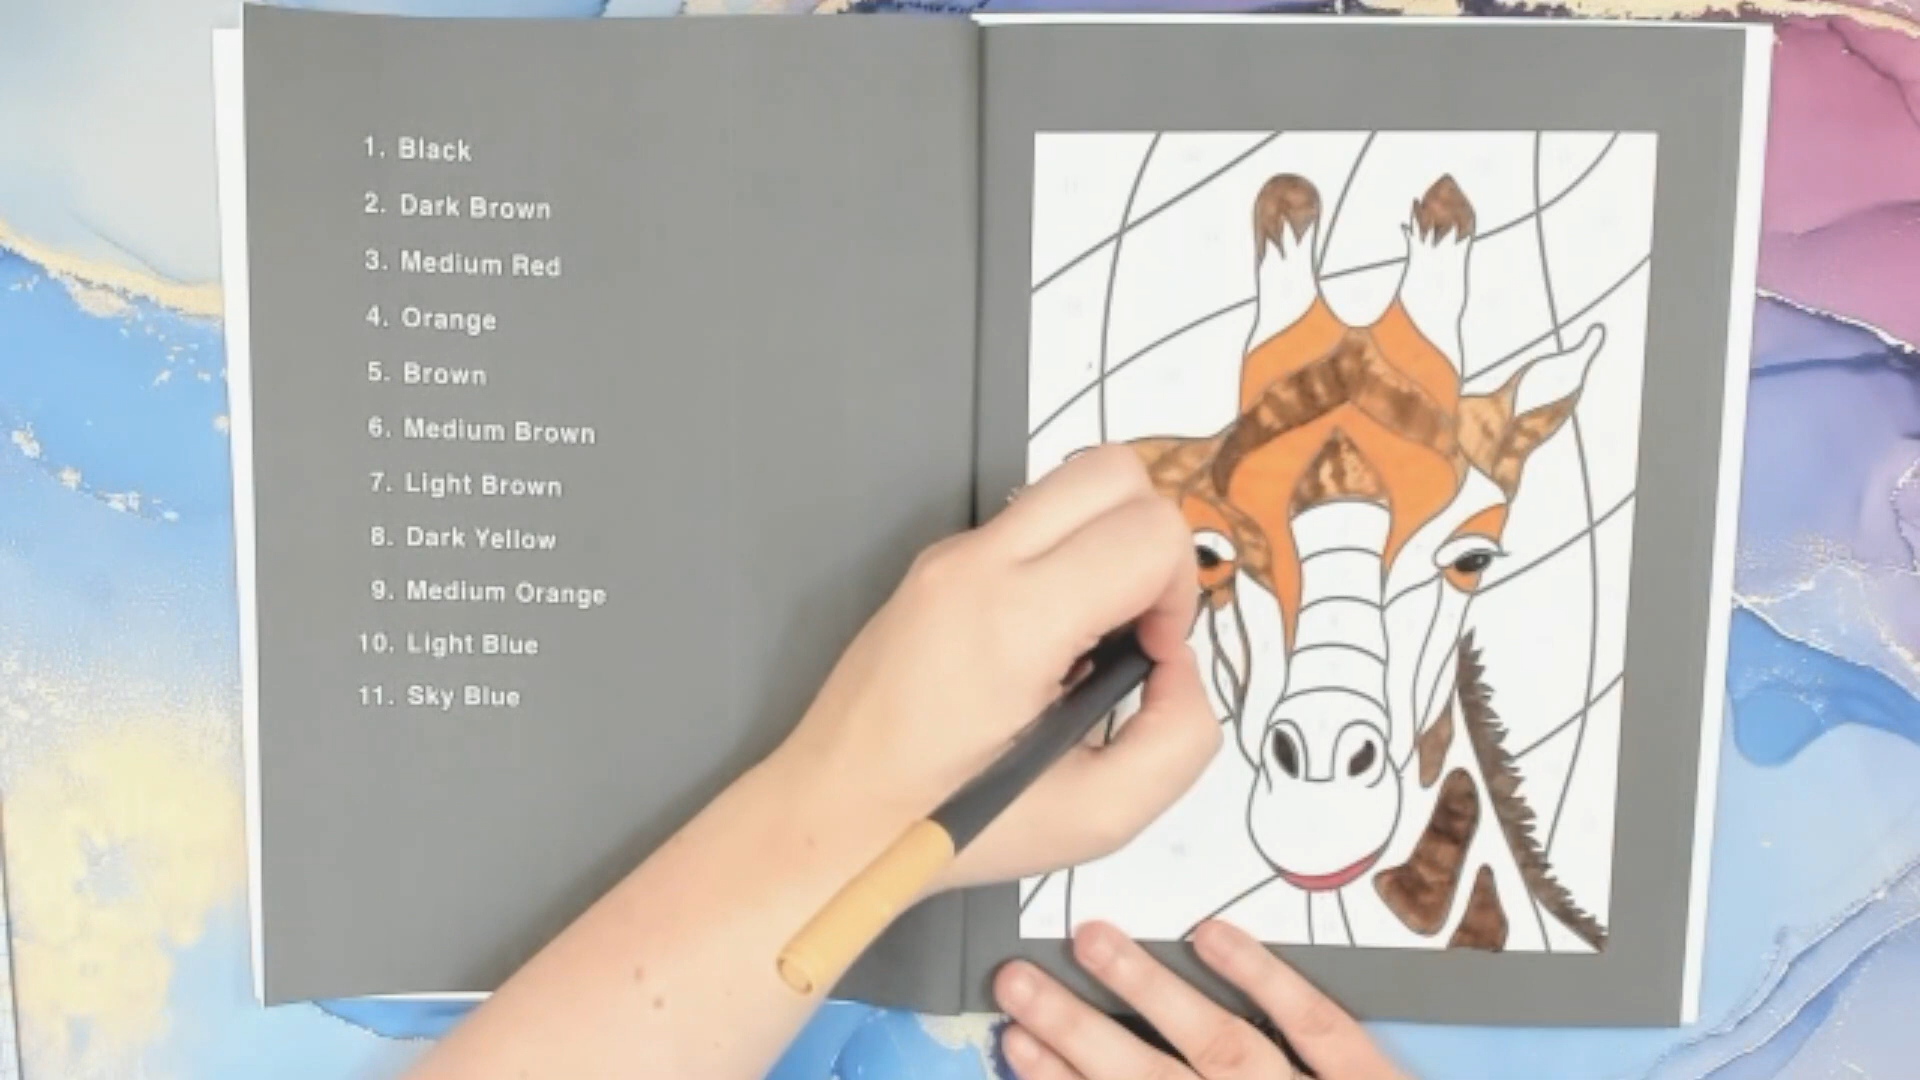 1. Black
2. Dark Brown
3. Medium Red
4. Orange
5. Brown
6. Medium Brown
7. Light Brown
8. Dark Yellow
9. Medium Orange
10. Light Blue
11. Sky Blue